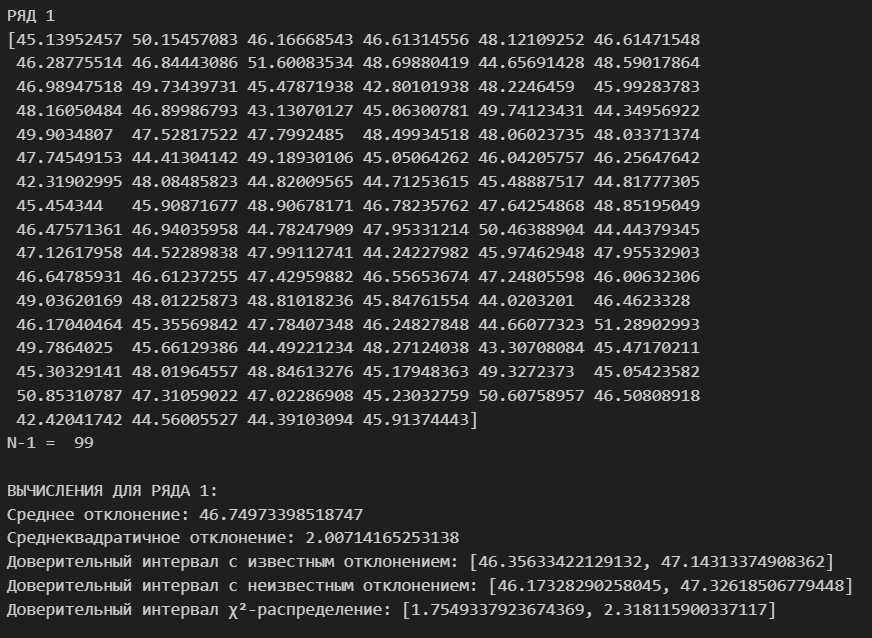 РЯД 1
[45.13952457 50.15457083 46.16668543 46.61314556 48.12109252 46.61471548
46.28775514 46.84443086 51.60083534 48.69880419 44.65691428 48.59017864
46.98947518 49.73439731 45.47871938 42.80101938 48.2246459 45.99283783
48.16050484 46.89986793 43.13070127 45.06300781 49.74123431 44.34956922
49.9034807 47.52817522 47.7992485 48.49934518 48.06023735 48.03371374
47.74549153 44.41304142 49.18930106 45.05064262 46.04205757 46.25647642
42.31902995 48.08485823 44.82009565 44.71253615 45.48887517 44.81777305
45.454344 45.90871677 48.90678171 46.78235762 47.64254868 48.85195049
46.47571361 46.94035958 44.78247909 47.95331214 50.46388904 44.44379345
47.12617958 44.52289838 47.99112741 44.24227982 45.97462948 47.95532903
46.64785931 46.61237255 47.42959882 46.55653674 47.24805598 46.00632306
49.03620169 48.01225873 48.81018236 45.84761554 44.0203201 46.4623328
46.17040464 45.35569842 47.78407348 46.24827848 44.66077323 51.28902993
49.7864025 45.66129386 44.49221234 48.27124038 43.30708084 45.47170211
45.30329141 48.01964557 48.84613276 45.17948363 49.3272373 45.05423582
50.85310787 47.31059022 47.02286908 45.23032759 50.60758957 46.50808918
42.42041742 44.56005527 44.39103094 45.91374443]
N-1 = 99
ВЫЧИСЛЕНИЯ ДЛЯ РЯДА 1:
Среднее отклонение: 46.74973398518747
Среднеквадратичное отклонение: 2.00714165253138
Доверительный интервал с известным отклонением: [46.35633422129132, 47.14313374908362]
Доверительный интервал с неизвестным отклонением: [46.17328290258045, 47.32618506779448]
Доверительный интервал χ²-распределение: [1.7549337923674369, 2.318115900337117]